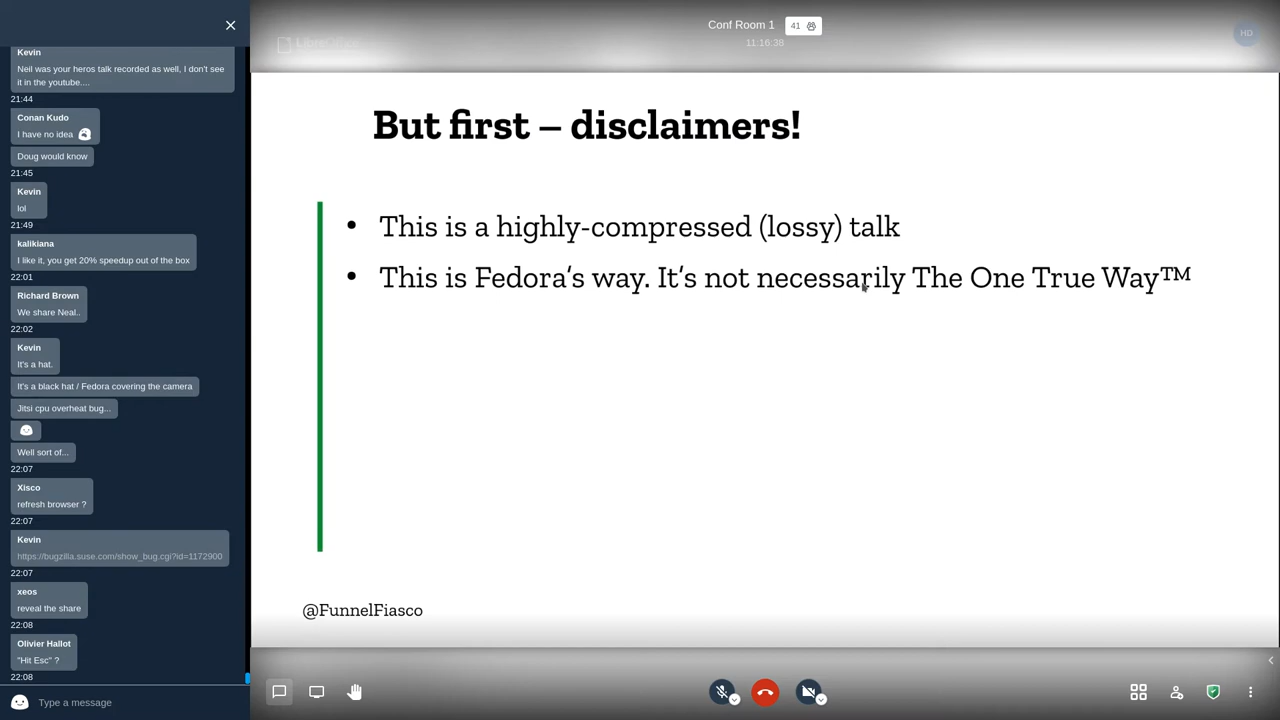 Kevin
Neil was your heros talk recorded as well, I don't see
it in the youtube....
21:44
Conan Kudo
I have no idea
Doug would know
21:45
Kevin
lol
21:49
kalikiana
I like it, you get 20% speedup out of the box
22:01
Richard Brown
We share Neal..
22:02
Kevin
It's a hat.
It's a black hat / Fedora covering the camera
Jitsi cpu overheat bug...
Well sort of...
22:07
Xisco
refresh browser ?
22:07
Kevin
https://bugzilla.suse.com/show_bug.cgi?id=1172900
22:07
xeos
reveal the share
22:08
Olivier Hallot
"Hit Esc" ?
22:08
Type a message
Conf Room 1
41
11:16:38
HD
LibreOffice
But first – disclaimers!
• This is a highly-compressed (lossy) talk
• This is Fedora’s way. It’s not necessarily The One True Way™
@FunnelFiasco